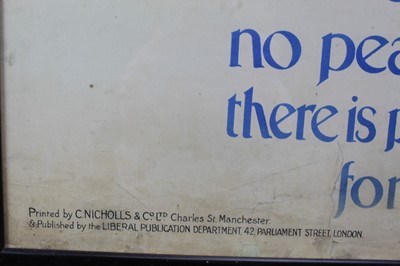 no pea
there is p
for
Printed by C. NICHOLLS & Co LTD Charles St. Manchester.
& Published by the LIBERAL PUBLICATION DEPARTMENT, 42, PARLIAMENT STREET, LONDON.